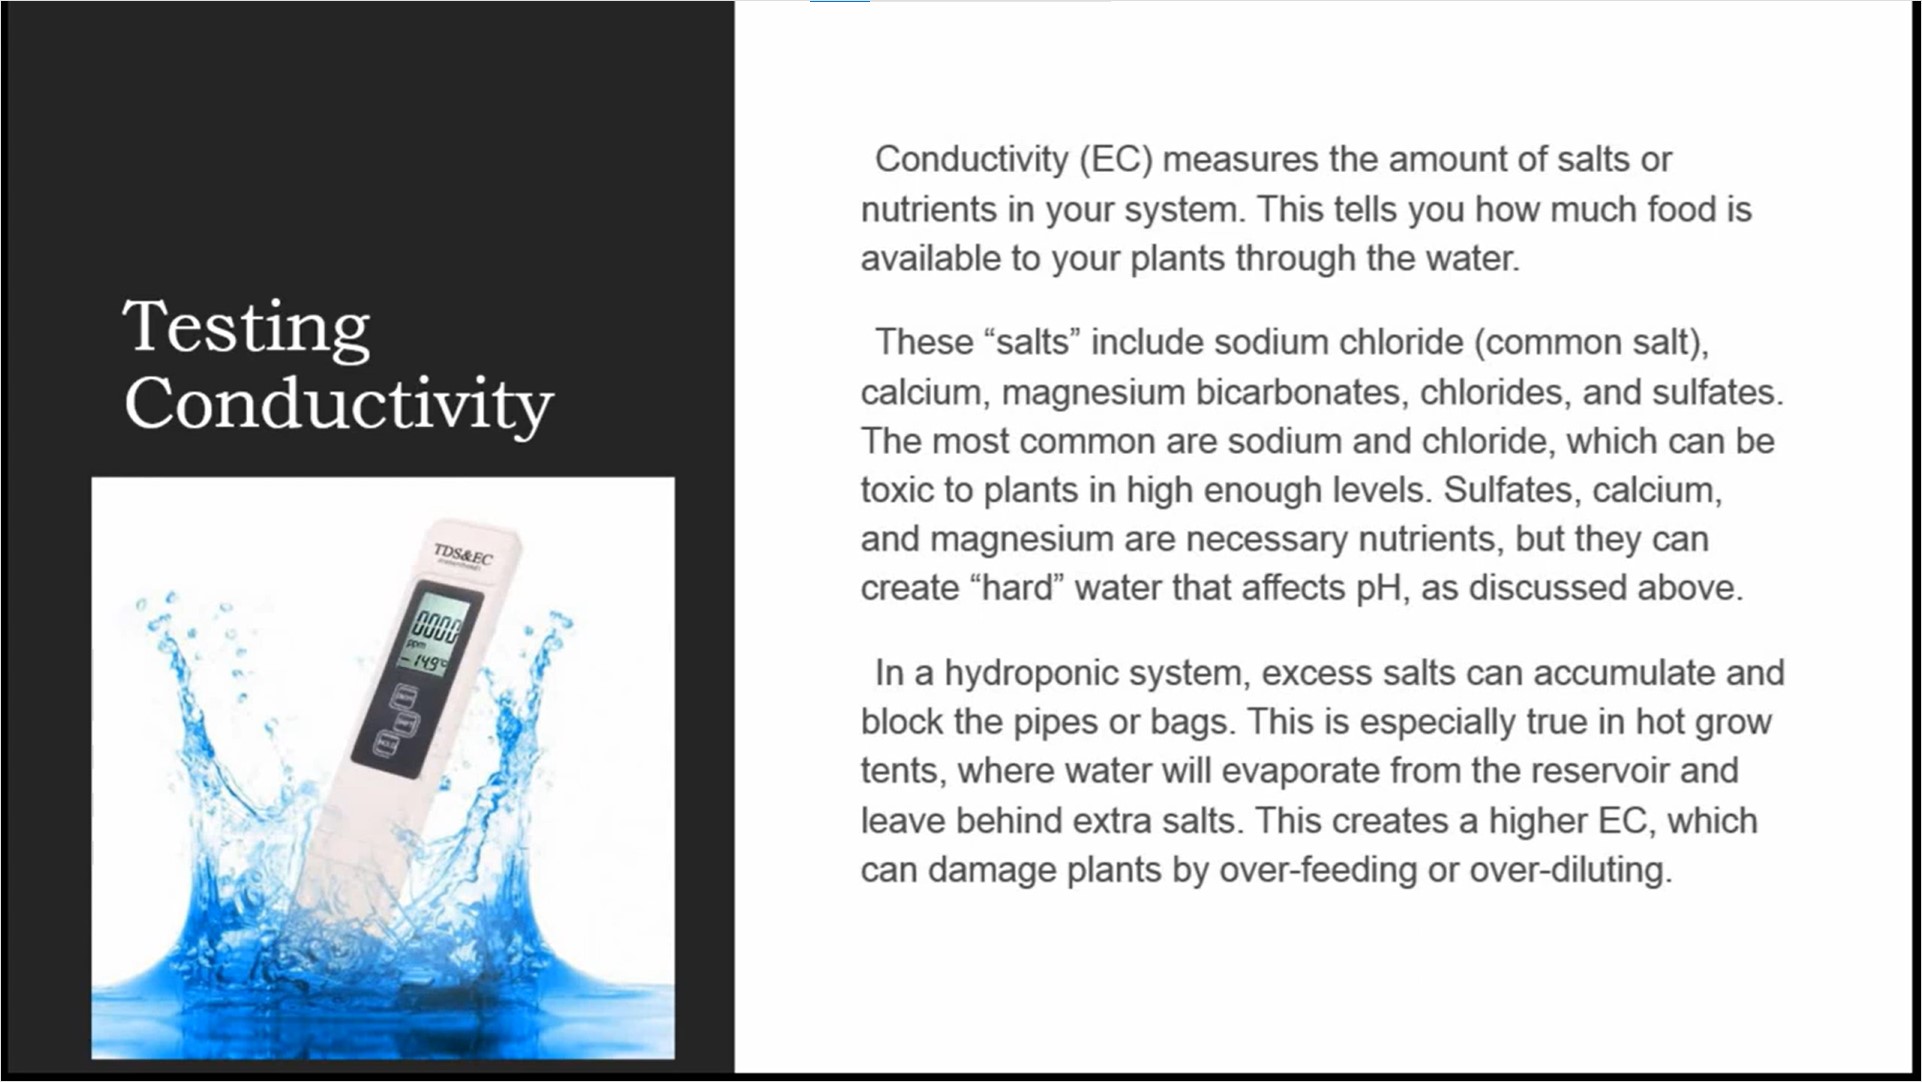 Testing
Conductivity
TDS&EC
0000
ppm
14.9°C
HOLD
Conductivity (EC) measures the amount of salts or
nutrients in your system. This tells you how much food is
available to your plants through the water.
These “salts” include sodium chloride (common salt),
calcium, magnesium bicarbonates, chlorides, and sulfates.
The most common are sodium and chloride, which can be
toxic to plants in high enough levels. Sulfates, calcium,
and magnesium are necessary nutrients, but they can
create “hard” water that affects pH, as discussed above.
In a hydroponic system, excess salts can accumulate and
block the pipes or bags. This is especially true in hot grow
tents, where water will evaporate from the reservoir and
leave behind extra salts. This creates a higher EC, which
can damage plants by over-feeding or over-diluting.